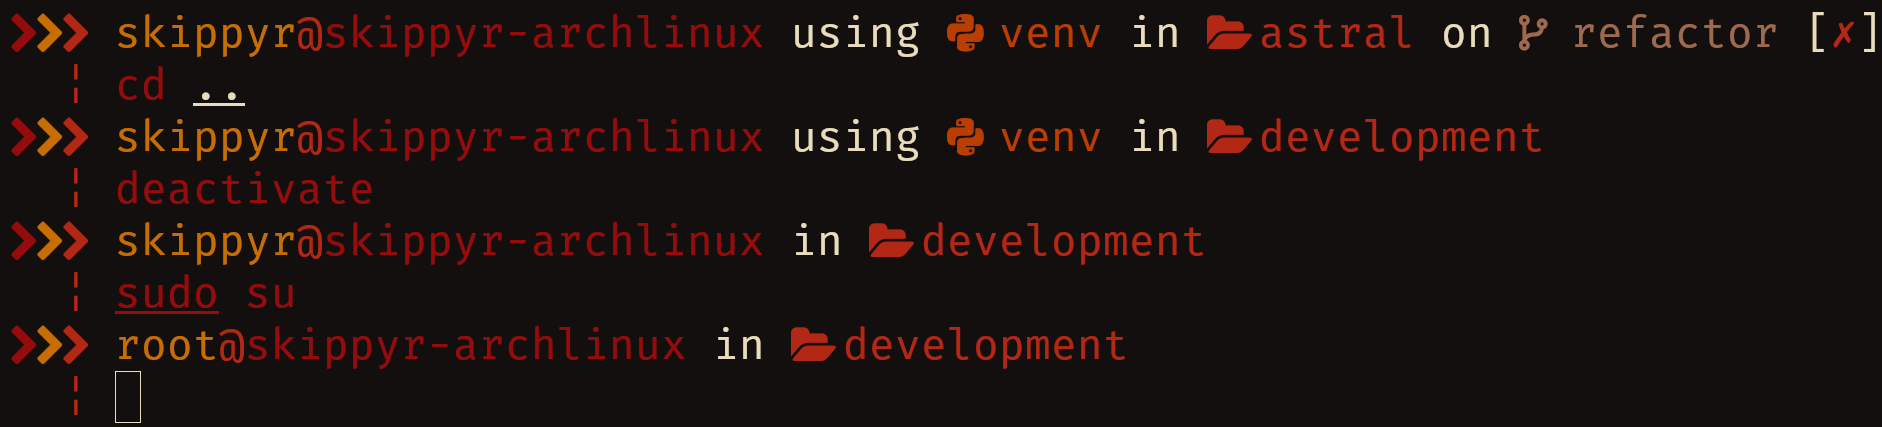 skippyr@skippyr-archlinux using venv in astral on refactor [✗]
cd ..
skippyr@skippyr-archlinux using venv in development
deactivate
skippyr@skippyr-archlinux in development
sudo su
root@skippyr-archlinux in development